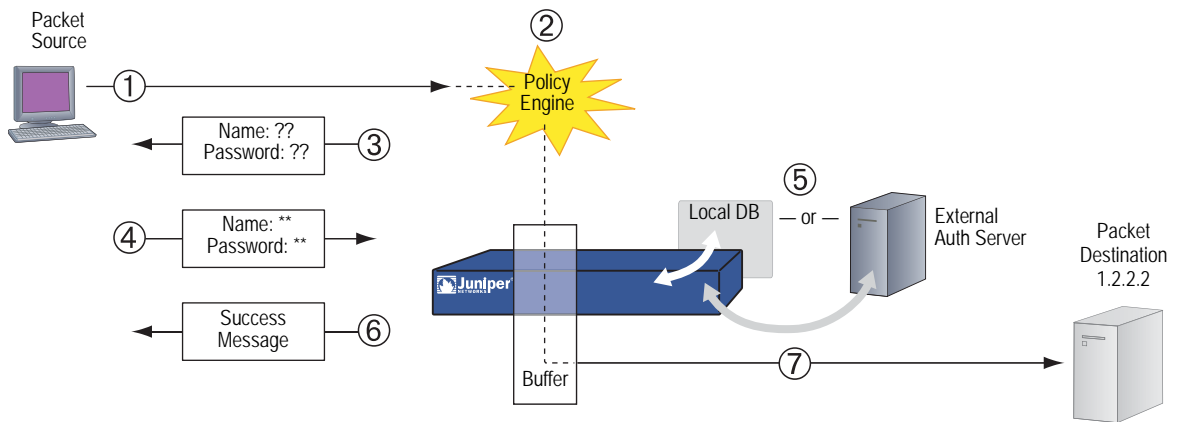 Packet
Source
1
2
Policy
Engine
Name: ??
Password: ??
3
4
Name: **
Password: **
Success
Message
6
Juniper
NETWORKS
Buffer
Local DB
5
— or —
External
Auth Server
7
Packet
Destination
1.2.2.2